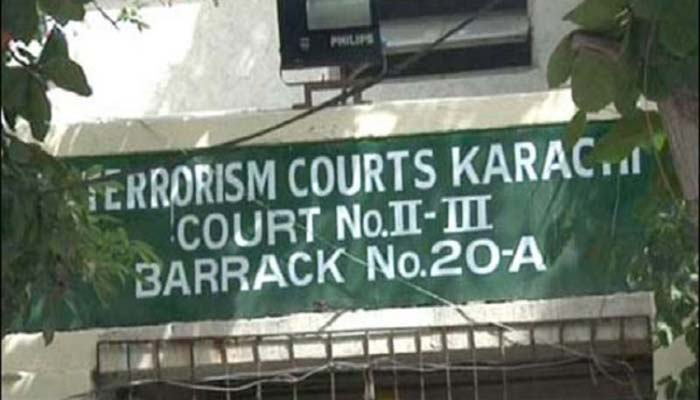 PHILIPS
TERRORISM COURTS KARACHI
COURT No.II-III
BARRACK No.20-A